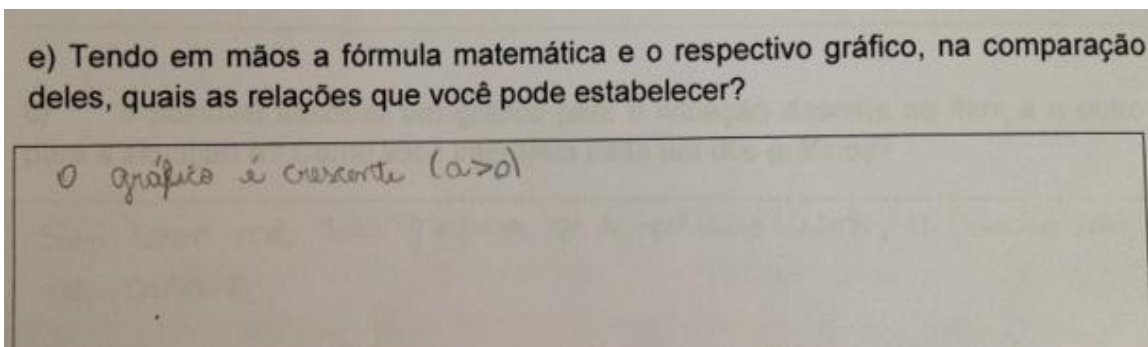 e) Tendo em mãos a fórmula matemática e o respectivo gráfico, na comparação
deles, quais as relações que você pode estabelecer?
O gráfico é crescente (a>0)